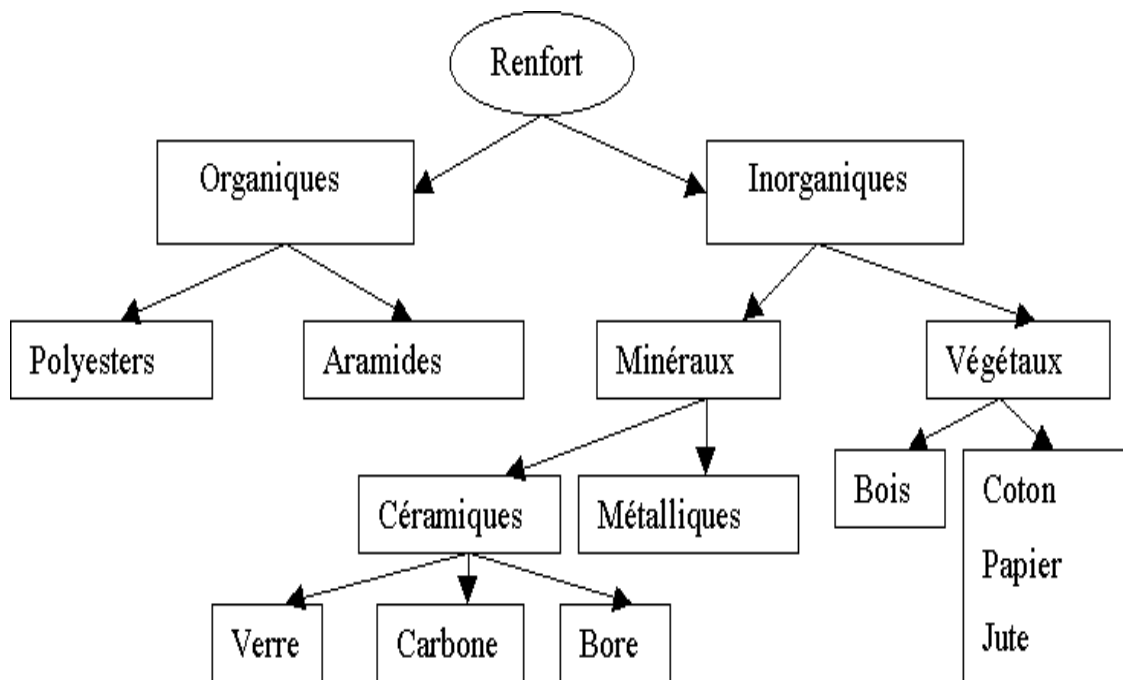 Renfort
Organiques
Inorganiques
Polyesters
Aramides
Minéraux
Végétaux
Céramiques
Métalliques
Bois
Coton
Papier
Jute
Verre
Carbone
Bore